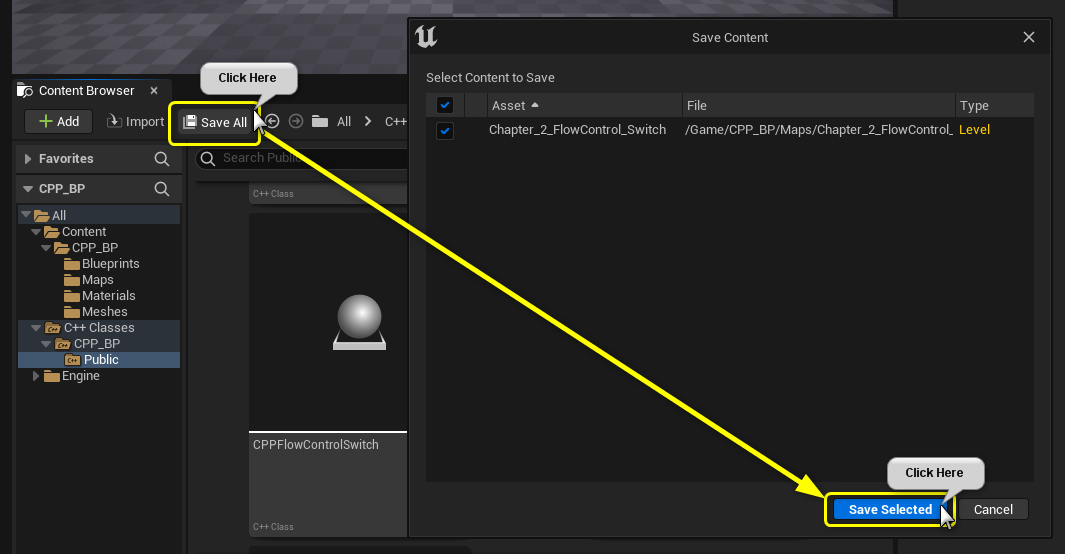 Save Content
Select Content to Save
Asset File Type
Chapter_2_FlowControl_Switch /Game/CPP_BP/Maps/Chapter_2_FlowControl_ Level
Click Here
Content Browser
Add Import Save All All C++
Favorites
Search Public
CPP_BP
C++ Class
All
Content
CPP_BP
Blueprints
Maps
Materials
Meshes
C++ Classes
CPP_BP
Public
Engine
CPPFlowControlSwitch
C++ Class
Click Here
Save Selected Cancel